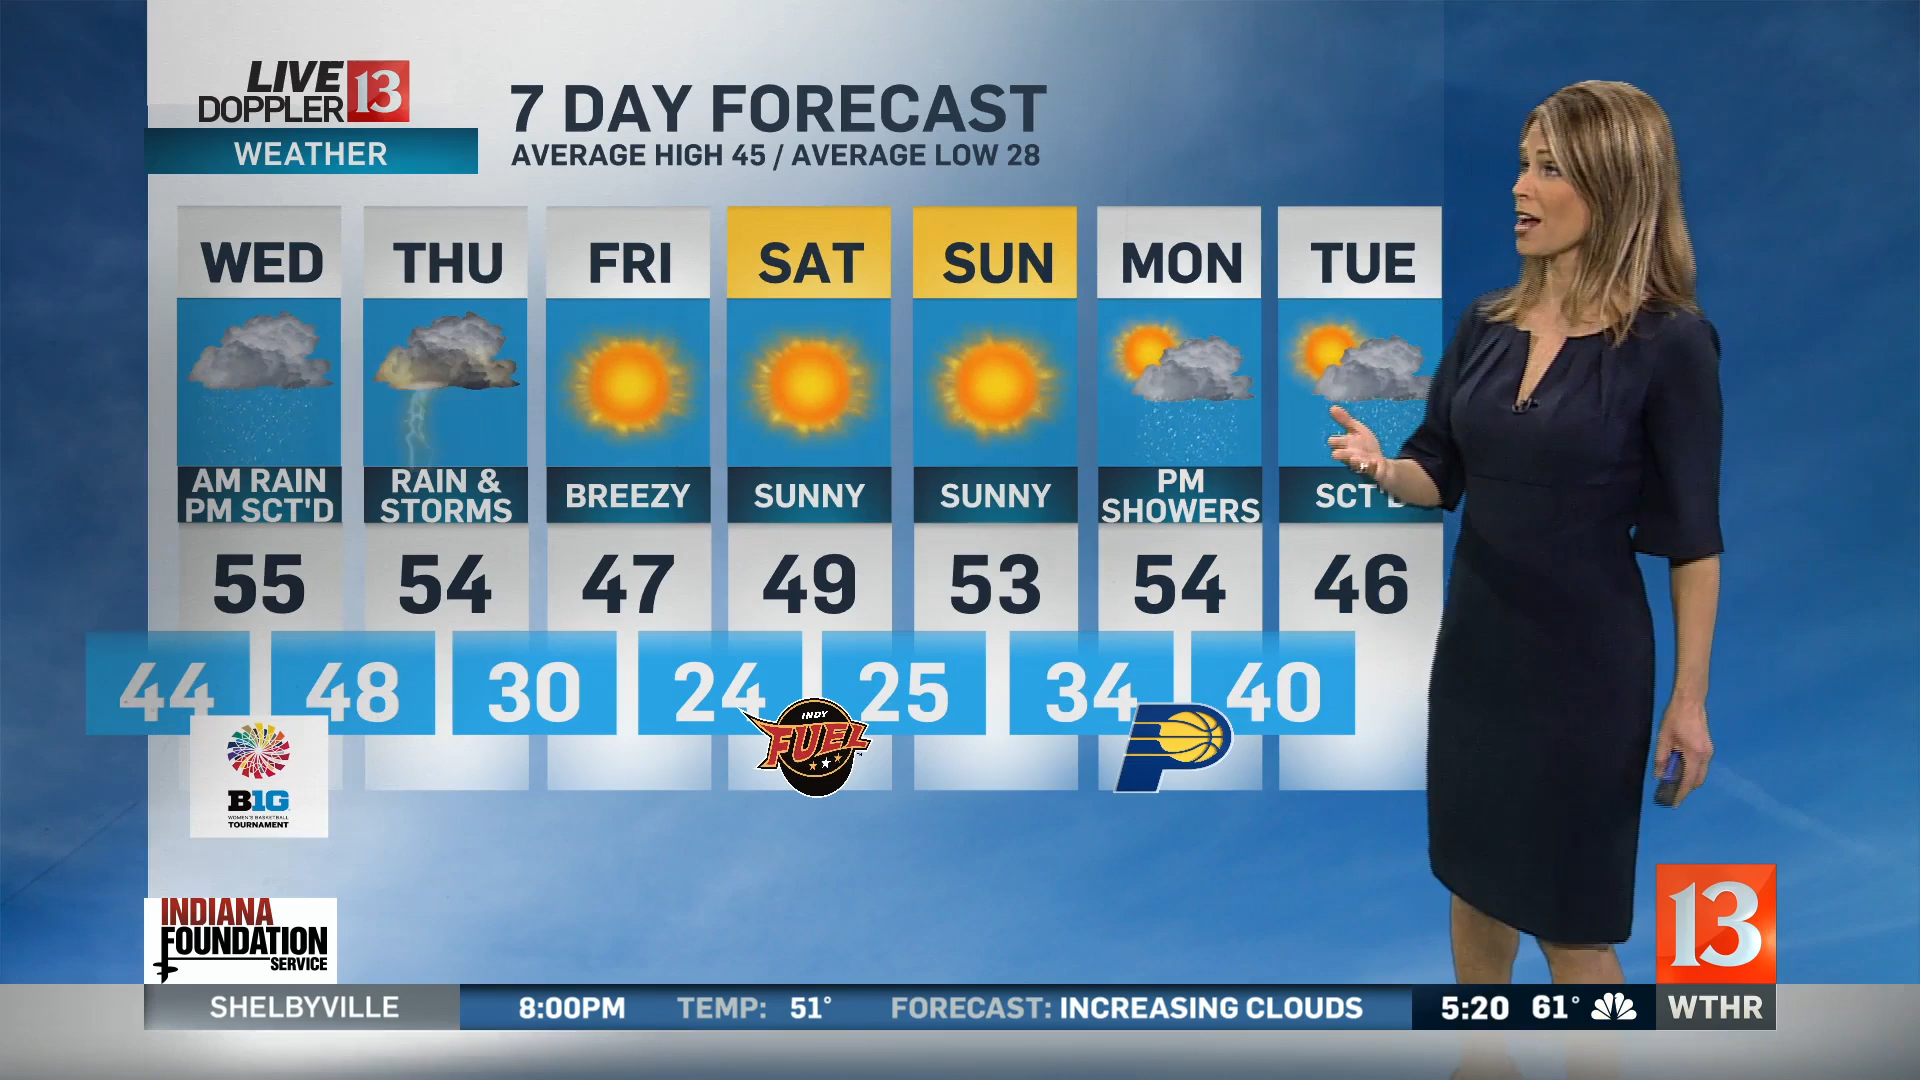 LIVE
DOPPLER 13
WEATHER
7 DAY FORECAST
AVERAGE HIGH 45 / AVERAGE LOW 28
WED THU FRI SAT SUN MON TUE
AM RAIN
PM SCT'D
RAIN &
STORMS
BREEZY
SUNNY
SUNNY
PM
SHOWERS
SCT'D
55 54 47 49 53 54 46
44 48 30 24 25 34 40
INDY
FUEL
B1G
WOMEN'S BASKETBALL
TOURNAMENT
INDIANA
FOUNDATION
SERVICE
13
SHELBYVILLE 8:00PM TEMP: 51° FORECAST: INCREASING CLOUDS 5:20 61° WTHR